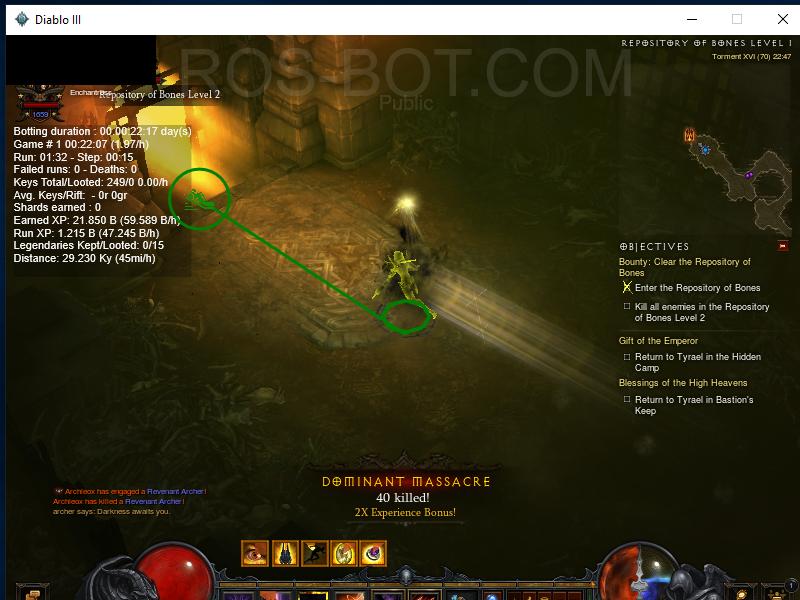 Diablo III
ROS-BOT.COM
Public
REPOSITORY OF BONES LEVEL 1
Torment XVI (70) 22:47
Repository of Bones Level 2
1659
Botting duration : 00.00:22:17 day(s)
Game # 1 00:22:07 (1.97/h)
Run: 01:32 - Step: 00:15
Failed runs: 0 - Deaths: 0
Keys Total/Looted: 249/0 0.00/h
Avg. Keys/Rift: - 0r 0gr
Shards earned : 0
Earned XP: 21.850 B (59.589 B/h)
Run XP: 1.215 B (47.245 B/h)
Legendaries Kept/Looted: 0/15
Distance: 29.230 Ky (45mi/h)
OBJECTIVES
Bounty: Clear the Repository of
Bones
Enter the Repository of Bones
Kill all enemies in the Repository
of Bones Level 2
Gift of the Emperor
Return to Tyrael in the Hidden
Camp
Blessings of the High Heavens
Return to Tyrael in Bastion's
Keep
DOMINANT MASSACRE
40 killed!
2X Experience Bonus!
Archleox has engaged a Revenant Archer!
Archleox has killed a Revenant Archer!
archer says: Darkness awaits you.
1